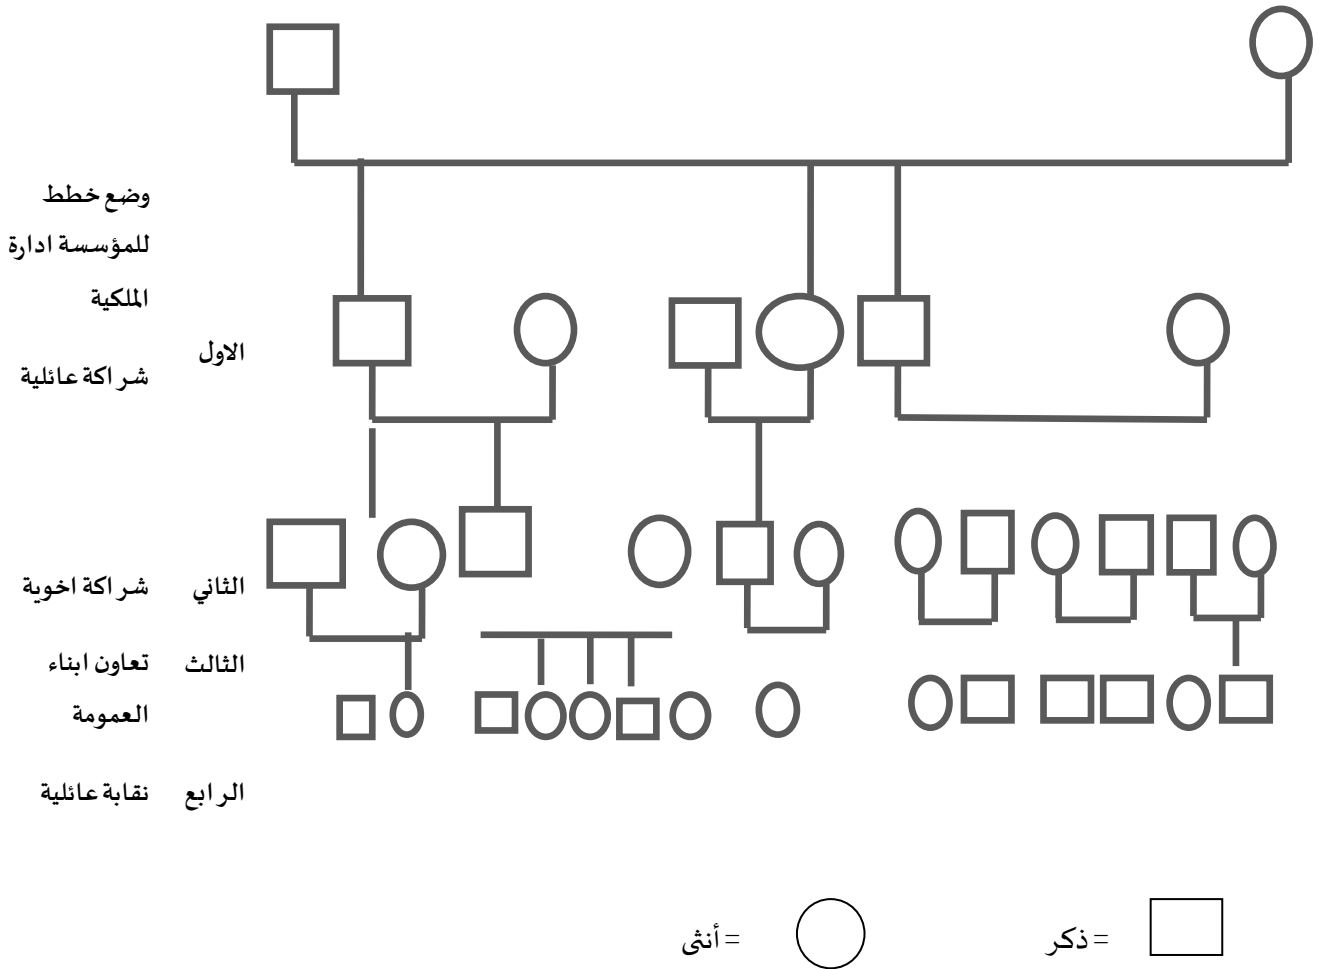 وضع خطط
للمؤسسة ادارة
الملكية
الاول
شراكة عائلية
الثاني شراكة اخوية
الثالث تعاون ابناء
العمومة
الرابع نقابة عائلية
= ذكر
= أنثى